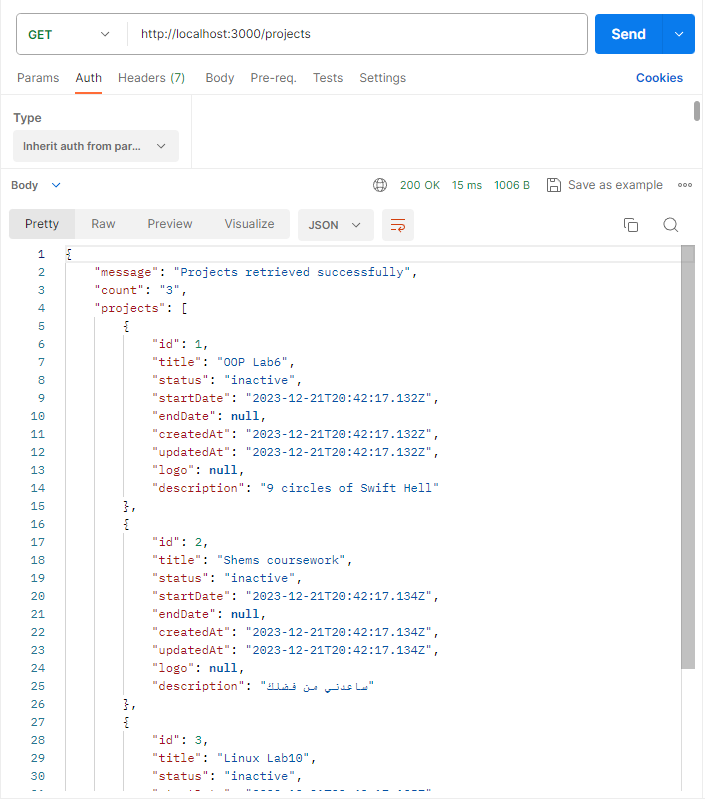 GET http://localhost:3000/projects Send
Params Auth Headers (7) Body Pre-req. Tests Settings Cookies
Type
Inherit auth from par...
Body 200 OK 15 ms 1006 B Save as example
Pretty Raw Preview Visualize JSON
1 {
2 "message": "Projects retrieved successfully",
3 "count": "3",
4 "projects": [
5 {
6 "id": 1,
7 "title": "OOP Lab6",
8 "status": "inactive",
9 "startDate": "2023-12-21T20:42:17.132Z",
10 "endDate": null,
11 "createdAt": "2023-12-21T20:42:17.132Z",
12 "updatedAt": "2023-12-21T20:42:17.132Z",
13 "logo": null,
14 "description": "9 circles of Swift Hell"
15 },
16 {
17 "id": 2,
18 "title": "Shems coursework",
19 "status": "inactive",
20 "startDate": "2023-12-21T20:42:17.134Z",
21 "endDate": null,
22 "createdAt": "2023-12-21T20:42:17.134Z",
23 "updatedAt": "2023-12-21T20:42:17.134Z",
24 "logo": null,
25 "description": "ساعدني من فضلك"
26 },
27 {
28 "id": 3,
29 "title": "Linux Lab10",
30 "status": "inactive",